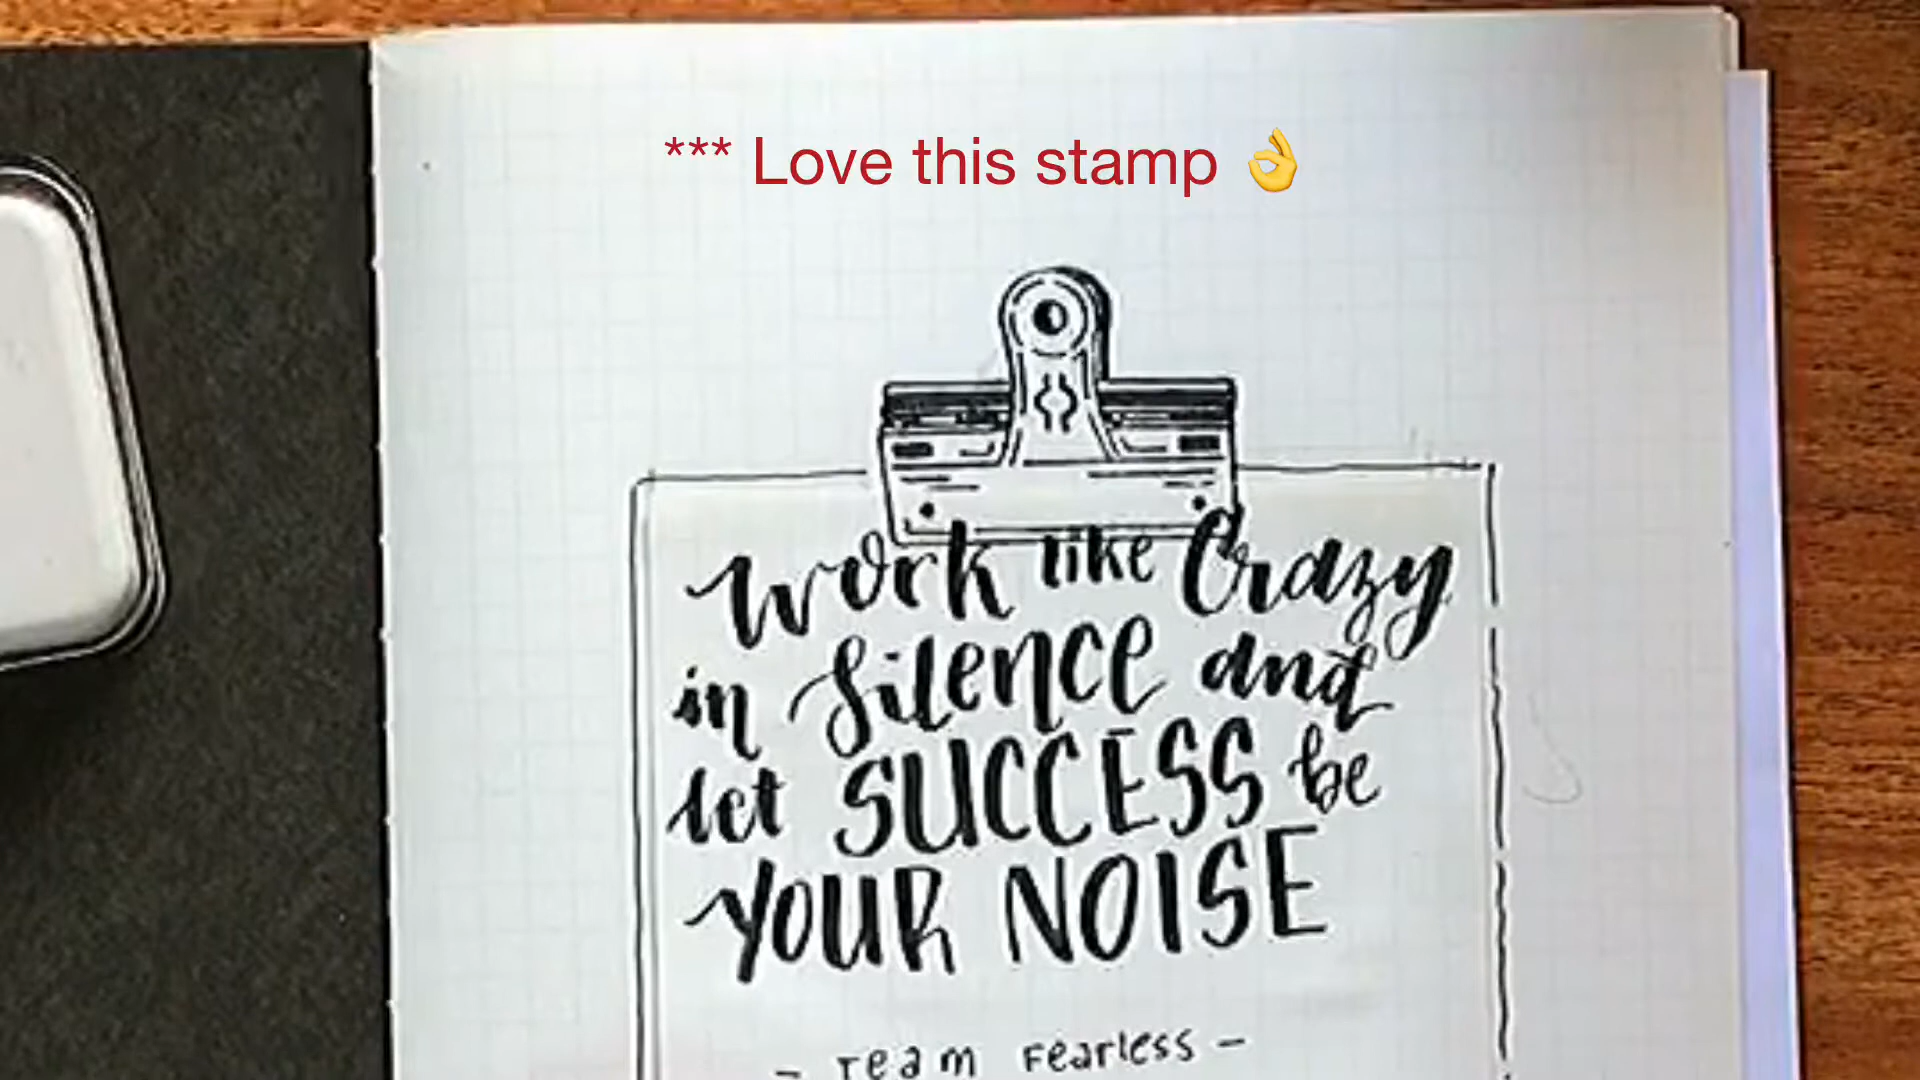 *** Love this stamp 👌
Work like Crazy
in Silence and
let SUCCESS be
YOUR NOISE
- Team Fearless -